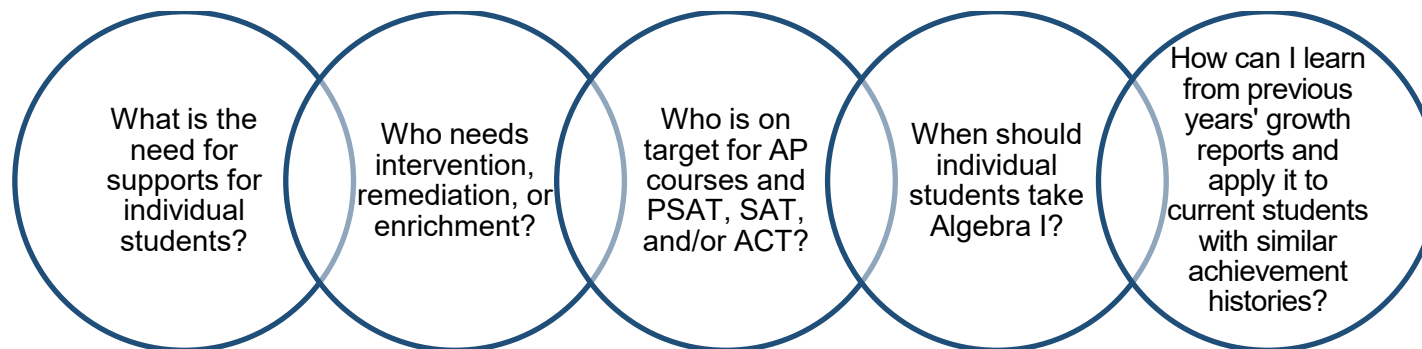 What is the
need for
supports for
individual
students?
Who needs
intervention,
remediation, or
enrichment?
Who is on
target for AP
courses and
PSAT, SAT,
and/or ACT?
When should
individual
students take
Algebra I?
How can I learn
from previous
years' growth
reports and
apply it to
current students
with similar
achievement
histories?